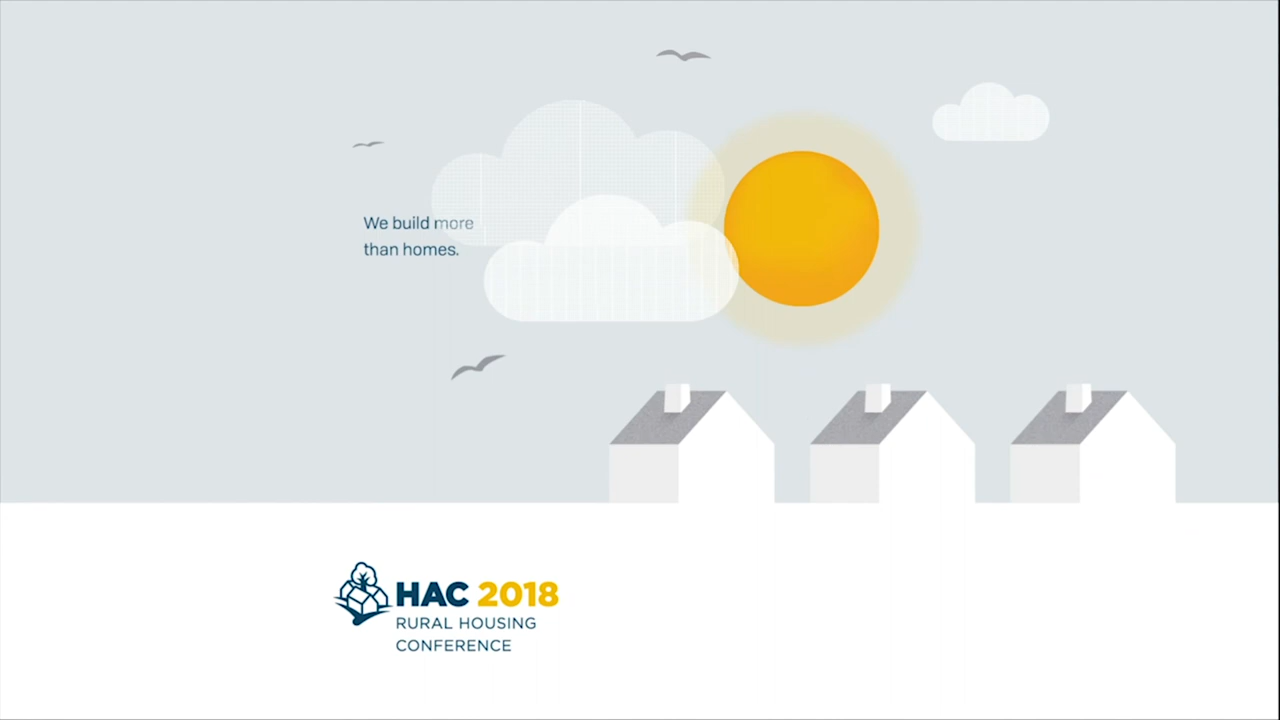 We build more
than homes.
HAC 2018
RURAL HOUSING
CONFERENCE